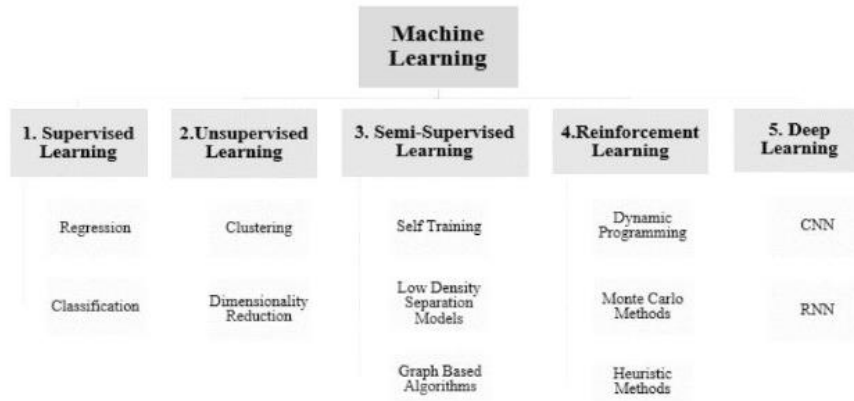 Machine
Learning
1. Supervised
Learning
2.Unsupervised
Learning
3. Semi-Supervised
Learning
4.Reinforcement
Learning
5. Deep
Learning
Regression
Classification
Clustering
Dimensionality
Reduction
Self Training
Low Density
Separation
Models
Graph Based
Algorithms
Dynamic
Programming
Monte Carlo
Methods
Heuristic
Methods
CNN
RNN